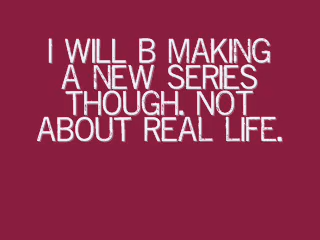 I WILL B MAKING
A NEW SERIES
THOUGH. NOT
ABOUT REAL LIFE.